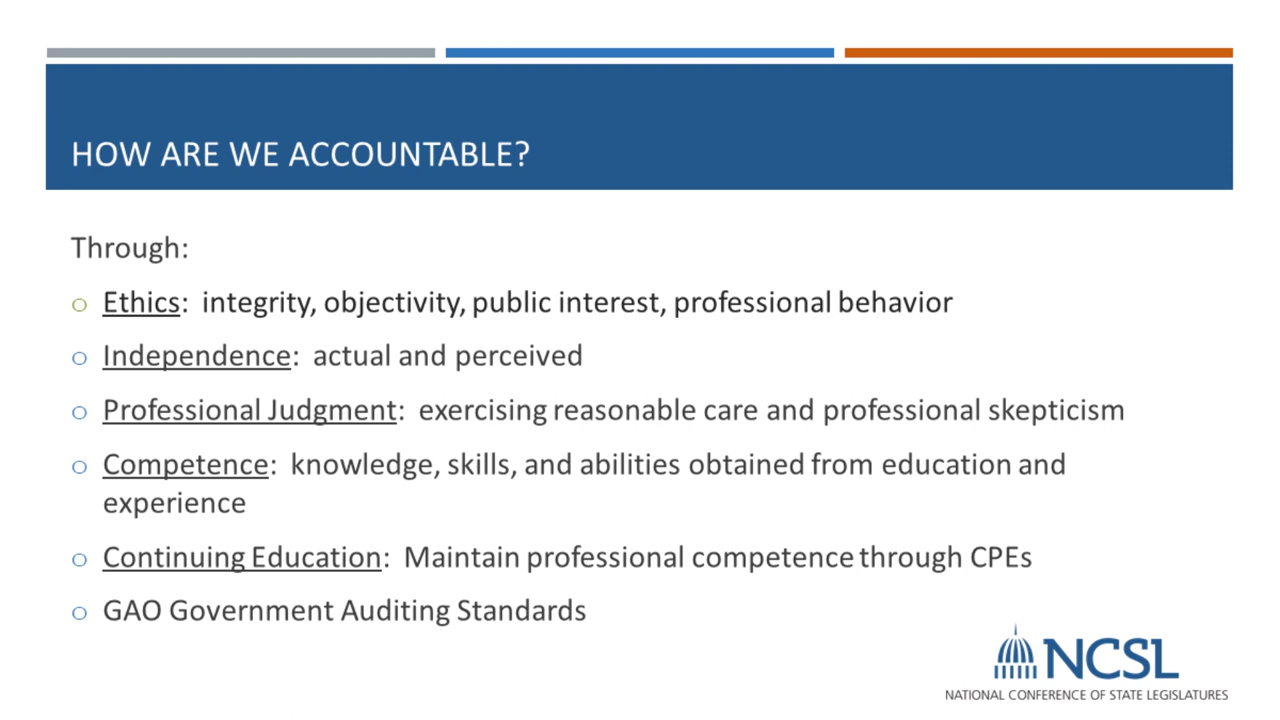 HOW ARE WE ACCOUNTABLE?
Through:
o Ethics: integrity, objectivity, public interest, professional behavior
o Independence: actual and perceived
o Professional Judgment: exercising reasonable care and professional skepticism
o Competence: knowledge, skills, and abilities obtained from education and
experience
o Continuing Education: Maintain professional competence through CPEs
o GAO Government Auditing Standards
NCSL
NATIONAL CONFERENCE OF STATE LEGISLATURES